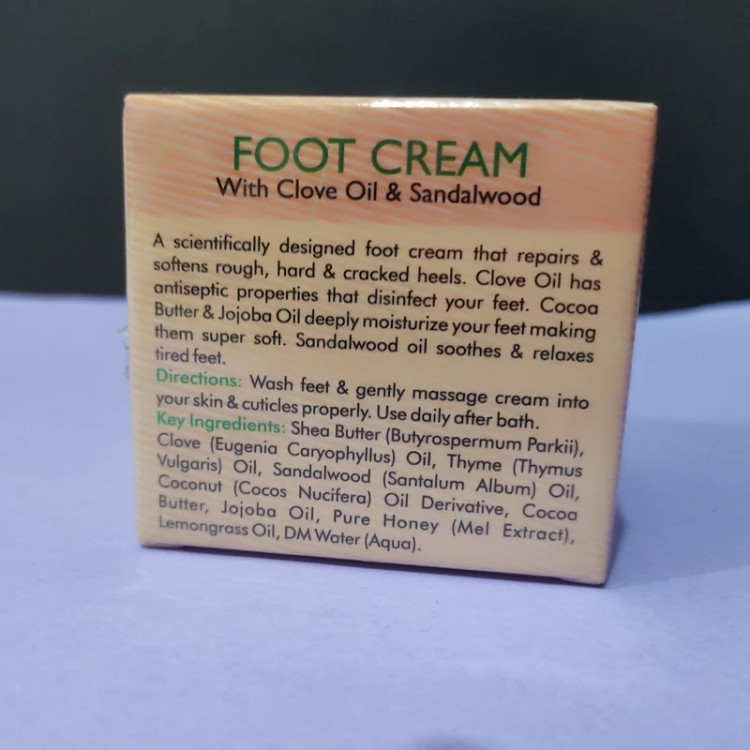 FOOT CREAM
With Clove Oil & Sandalwood
A scientifically designed foot cream that repairs &
softens rough, hard & cracked heels. Clove Oil has
antiseptic properties that disinfect your feet. Cocoa
Butter & Jojoba Oil deeply moisturize your feet making
them super soft. Sandalwood oil soothes & relaxes
tired feet.
Directions: Wash feet & gently massage cream into
your skin & cuticles properly. Use daily after bath.
Key Ingredients: Shea Butter (Butyrospermum Parkii),
Clove (Eugenia Caryophyllus) Oil, Thyme (Thymus
Vulgaris) Oil, Sandalwood (Santalum Album) Oil,
Coconut (Cocos Nucifera) Oil Derivative, Cocoa
Butter, Jojoba Oil, Pure Honey (Mel Extract),
Lemongrass Oil, DM Water (Aqua).